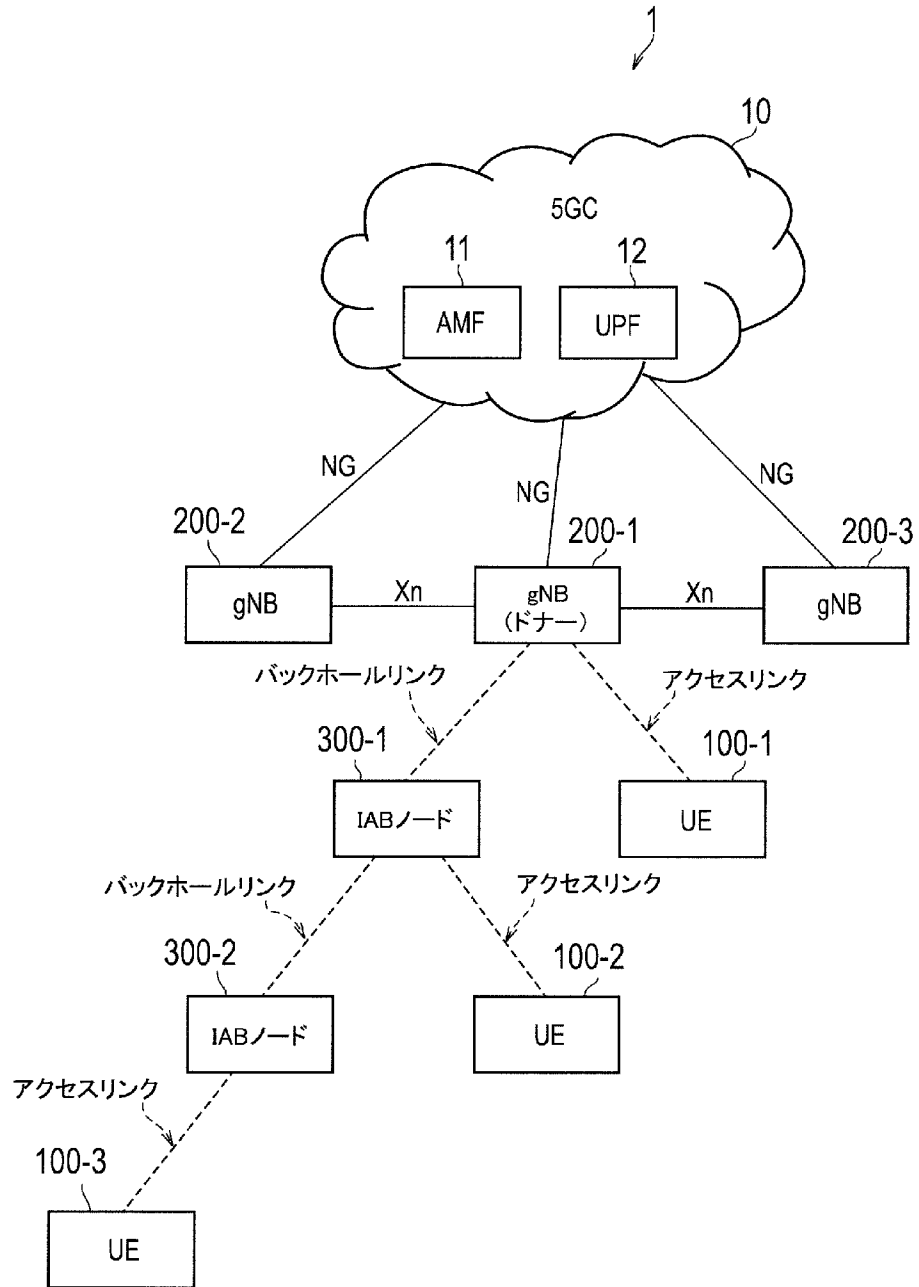 1
10
5GC
11
12
AMF
UPF
NG
NG
NG
200-2
200-1
200-3
gNB
Xn
gNB
(ドナー)
Xn
gNB
バックホールリンク
アクセスリンク
300-1
100-1
IABノード
UE
バックホールリンク
アクセスリンク
300-2
100-2
IABノード
UE
アクセスリンク
100-3
UE